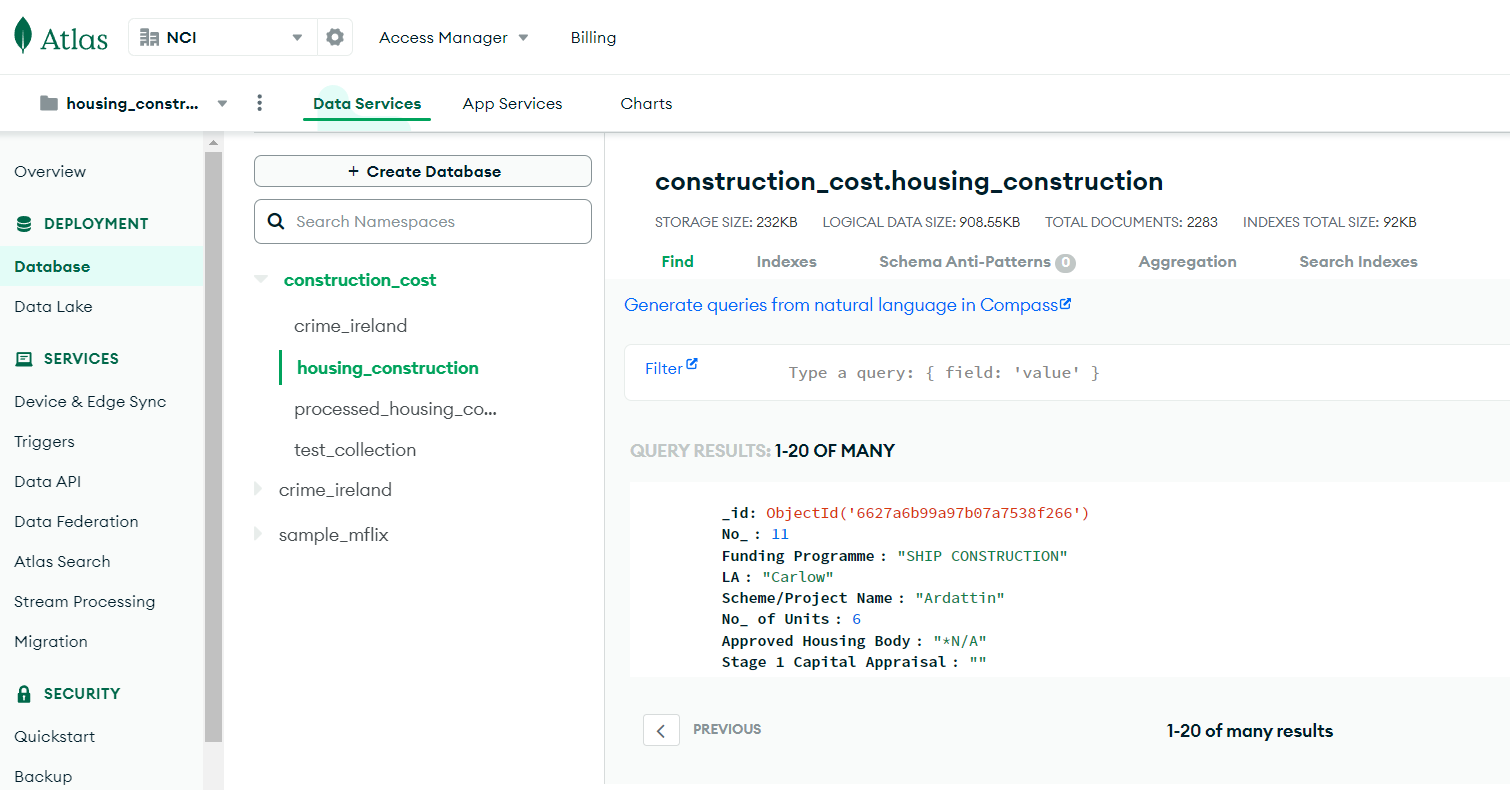 Atlas
NCI
Access Manager
Billing
housing_constr...
Data Services
App Services
Charts
Overview
DEPLOYMENT
Database
Data Lake
SERVICES
Device & Edge Sync
Triggers
Data API
Data Federation
Atlas Search
Stream Processing
Migration
SECURITY
Quickstart
Backup
+ Create Database
Search Namespaces
construction_cost
crime_ireland
housing_construction
processed_housing_co...
test_collection
crime_ireland
sample_mflix
construction_cost.housing_construction
STORAGE SIZE: 232KB LOGICAL DATA SIZE: 908.55KB TOTAL DOCUMENTS: 2283 INDEXES TOTAL SIZE: 92KB
Find Indexes Schema Anti-Patterns 0 Aggregation Search Indexes
Generate queries from natural language in Compass
Filter Type a query: { field: 'value' }
QUERY RESULTS: 1-20 OF MANY
_id: ObjectId('6627a6b99a97b07a7538f266')
No_ : 11
Funding Programme : "SHIP CONSTRUCTION"
LA : "Carlow"
Scheme/Project Name : "Ardattin"
No_ of Units : 6
Approved Housing Body : "*N/A"
Stage 1 Capital Appraisal : ""
PREVIOUS
1-20 of many results